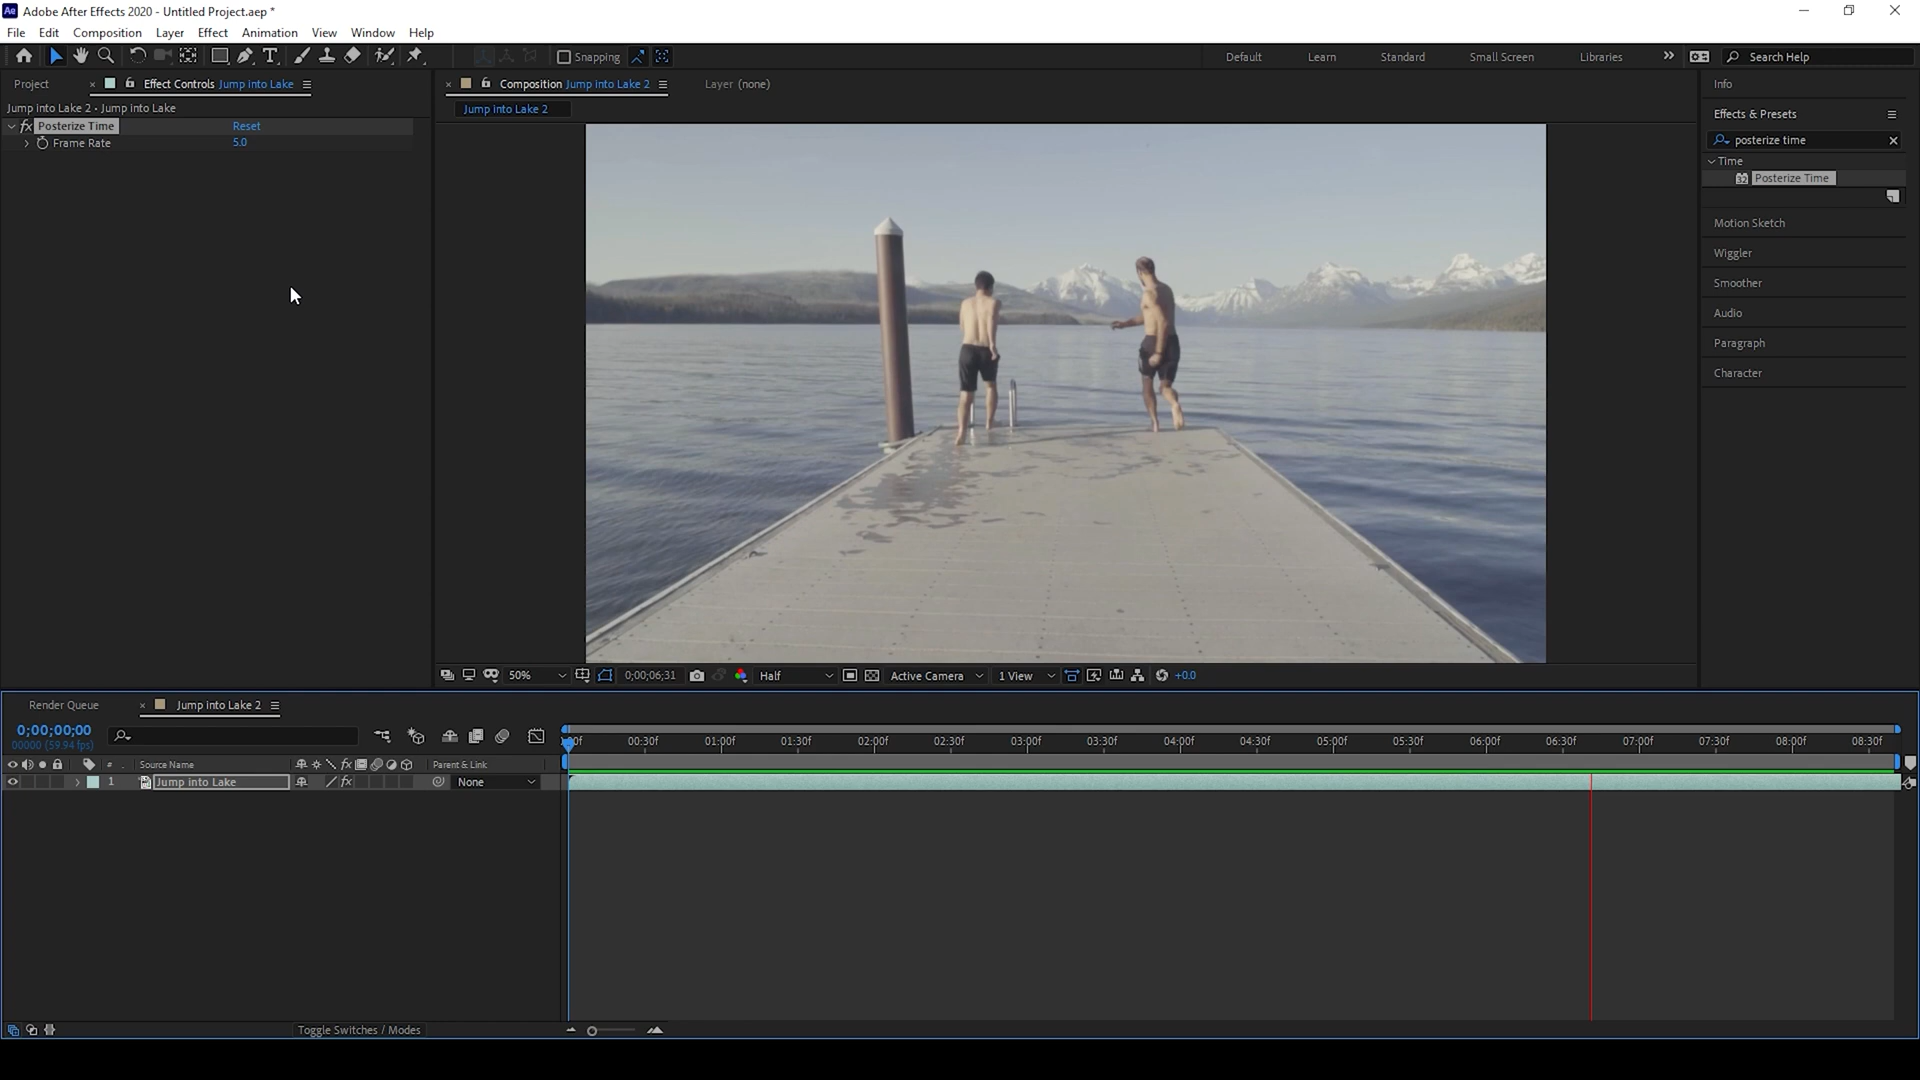 Adobe After Effects 2020 - Untitled Project.aep *
File Edit Composition Layer Effect Animation View Window Help
Snapping
Default Learn Standard Small Screen Libraries Search Help
Project
Effect Controls Jump into Lake
Composition Jump into Lake 2
Layer (none)
Info
Jump into Lake 2 • Jump into Lake
Jump into Lake 2
fx Posterize Time Reset
Frame Rate 5.0
Effects & Presets
posterize time
Time
32 Posterize Time
Motion Sketch
Wiggler
Smoother
Audio
Paragraph
Character
50% 0;00;06;31 Half Active Camera 1 View +0.0
Render Queue
Jump into Lake 2
0;00;00;00
00000 (59.94 fps)
00:30f 01:00f 01:30f 02:00f 02:30f 03:00f 03:30f 04:00f 04:30f 05:00f 05:30f 06:00f 06:30f 07:00f 07:30f 08:00f 08:30f
# Source Name fx Parent & Link
1 Jump into Lake fx None
Toggle Switches / Modes